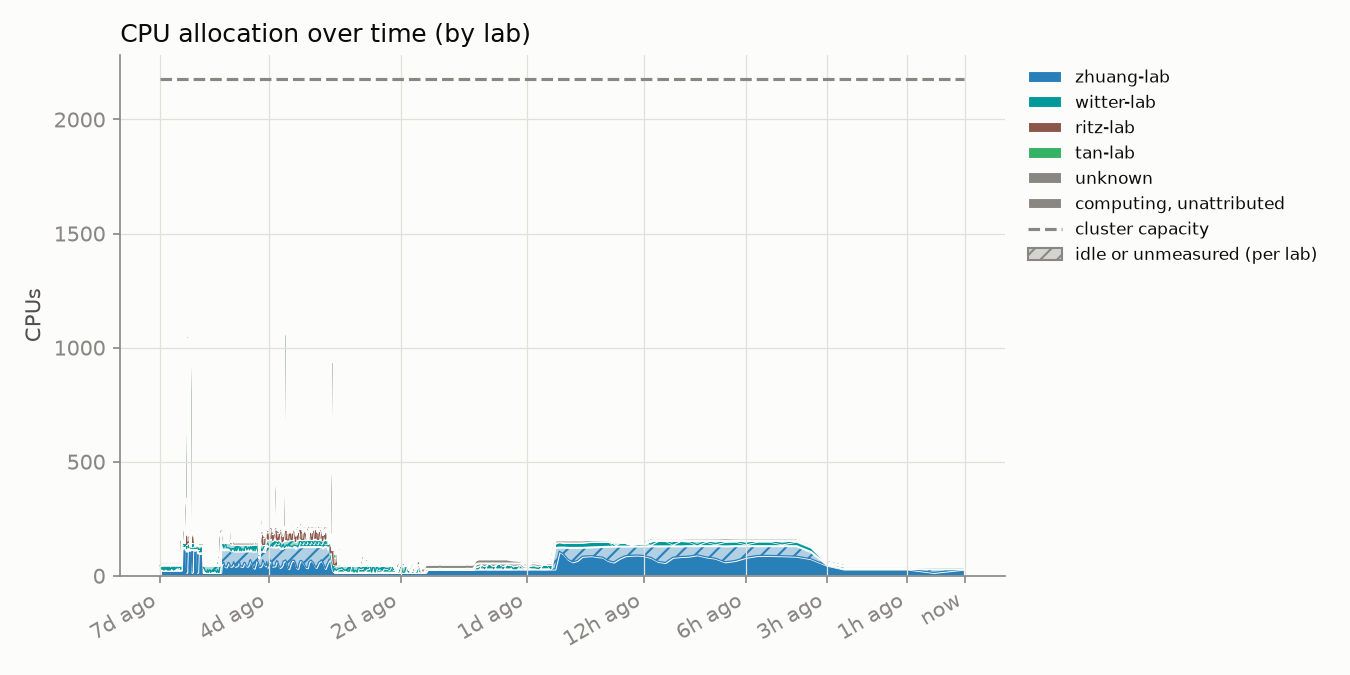 CPU allocation over time (by lab)
zhuang-lab
witter-lab
ritz-lab
tan-lab
unknown
computing, unattributed
cluster capacity
idle or unmeasured (per lab)
CPUs
2000
1500
1000
500
0
7d ago
4d ago
2d ago
1d ago
12h ago
6h ago
3h ago
1h ago
now